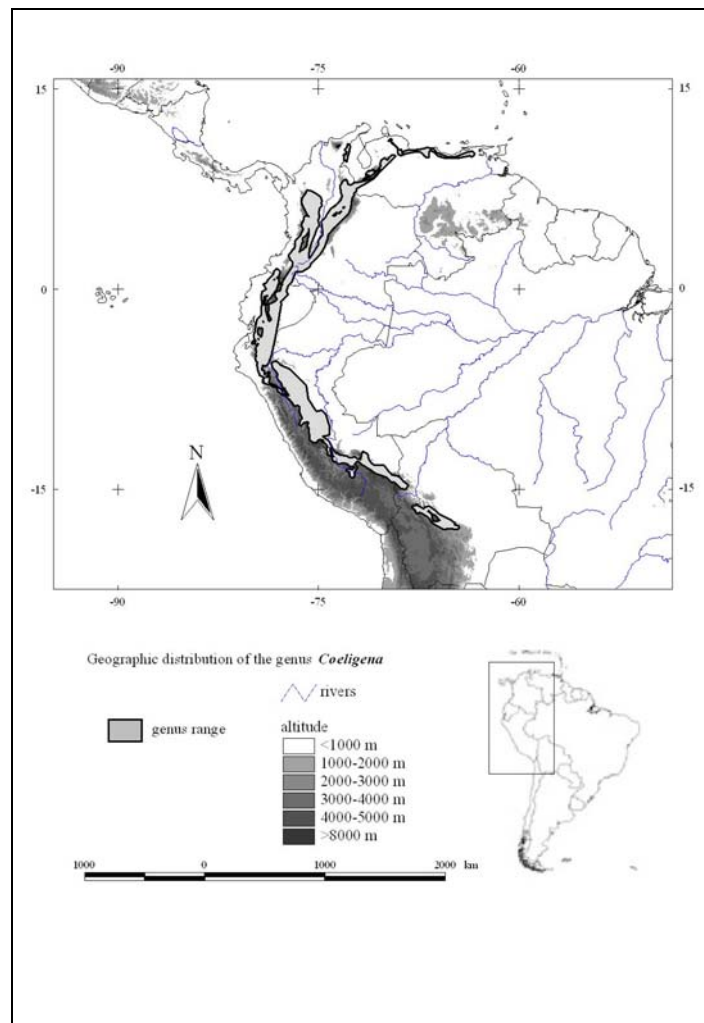 -90 -75 -60
15 15
0 0
N
-15 -15
-90 -75 -60
Geographic distribution of the genus Coeligena
rivers
genus range
altitude
<1000 m
1000-2000 m
2000-3000 m
3000-4000 m
4000-5000 m
>8000 m
1000 0 1000 2000 km